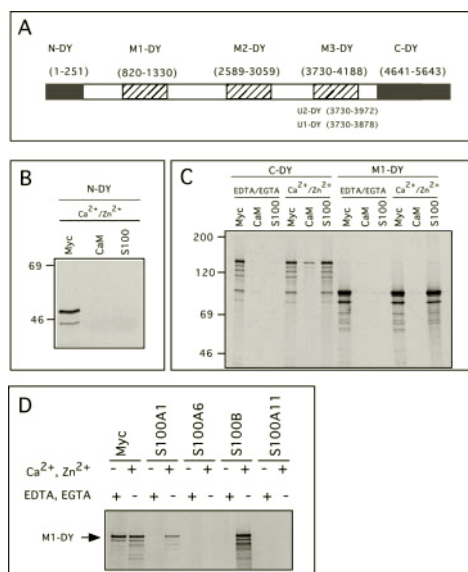 A
N-DY M1-DY M2-DY M3-DY C-DY
(1-251) (820-1330) (2589-3059) (3730-4188) (4641-5643)
U2-DY (3730-3972)
U1-DY (3730-3878)
B
N-DY
Ca2+/Zn2+
Myc CaM S100
69
46
C
C-DY M1-DY
EDTA/EGTA Ca2+/Zn2+ EDTA/EGTA Ca2+/Zn2+
Myc CaM S100 Myc CaM S100 Myc CaM S100 Myc CaM S100
200
120
69
46
D
Myc S100A1 S100A6 S100B S100A11
Ca2+, Zn2+ - + - + - + - + - +
EDTA, EGTA + - + - + - + - + -
M1-DY